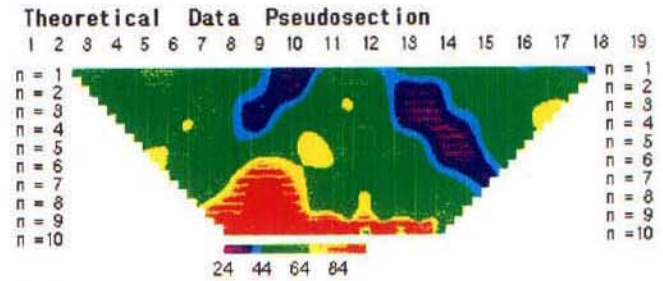 Theoretical Data Pseudosection
1 2 3 4 5 6 7 8 9 10 11 12 13 14 15 16 17 18 19
n = 1 n = 1
n = 2 n = 2
n = 3 n = 3
n = 4 n = 4
n = 5 n = 5
n = 6 n = 6
n = 7 n = 7
n = 8 n = 8
n = 9 n = 9
n =10 n =10
24 44 64 84